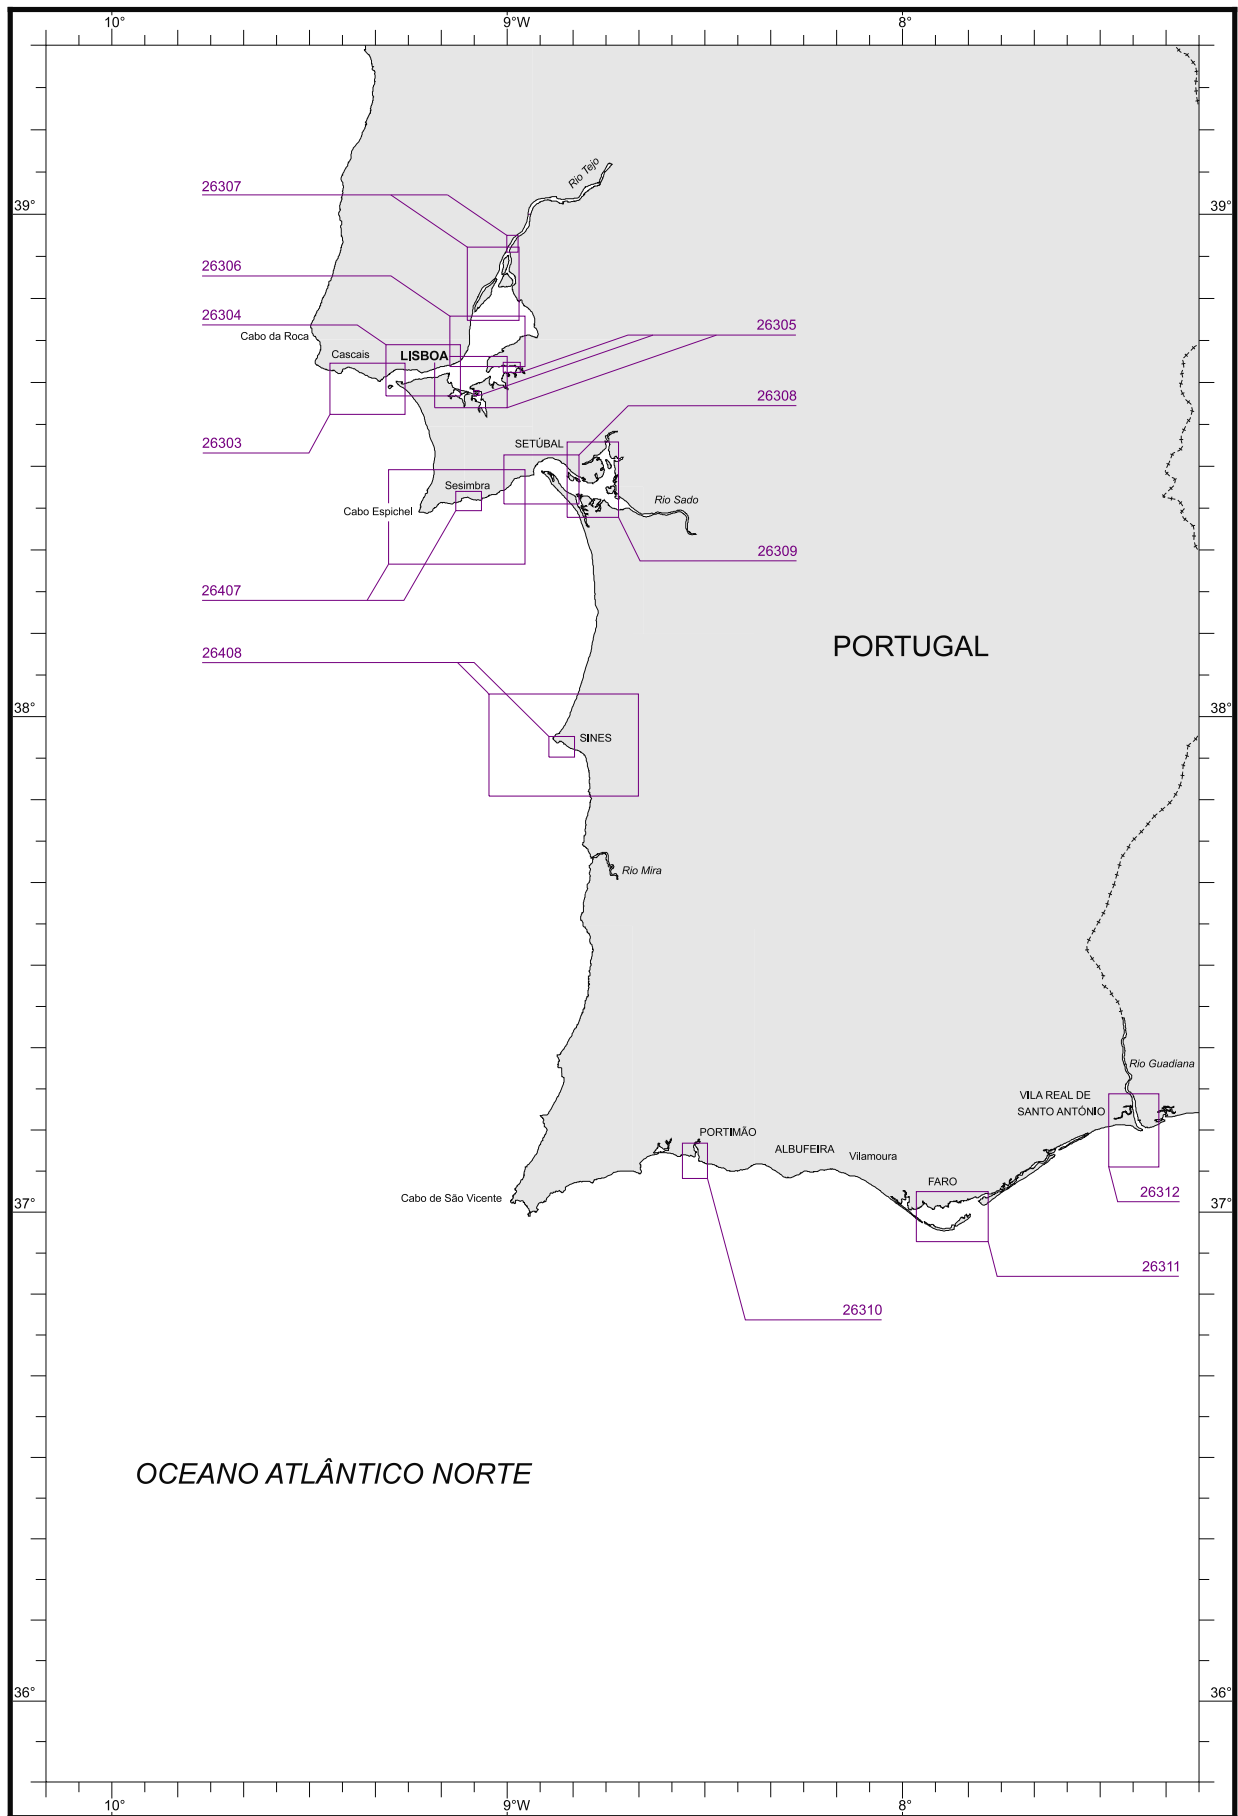 10°
9°W
8°
Rio Tejo
26307
39°
39°
26306
26304
26305
Cabo da Roca
Cascais
LISBOA
26308
26303
SETÚBAL
Sesimbra
Rio Sado
Cabo Espichel
26309
26407
26408
PORTUGAL
38°
38°
SINES
Rio Mira
Rio Guadiana
VILA REAL DE
SANTO ANTÓNIO
PORTIMÃO
ALBUFEIRA
Vilamoura
FARO
Cabo de São Vicente
26312
37°
37°
26311
26310
OCEANO ATLÂNTICO NORTE
36°
36°
10°
9°W
8°